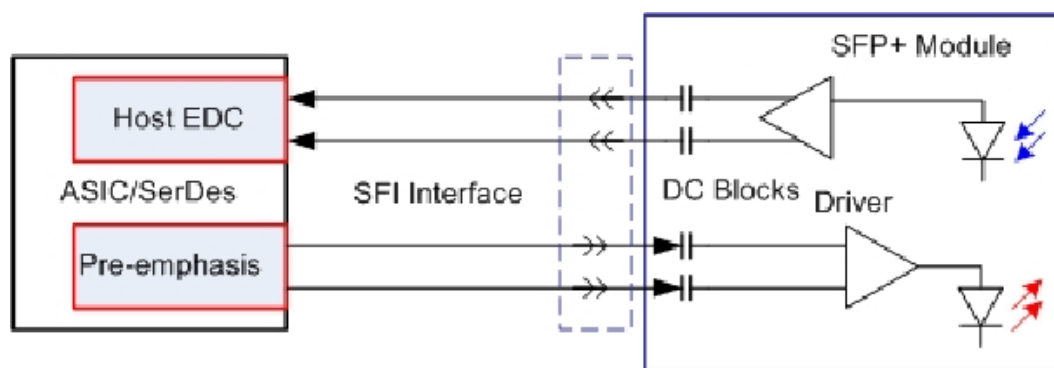 SFP+ Module
Host EDC
ASIC/SerDes
SFI Interface
DC Blocks
Driver
Pre-emphasis